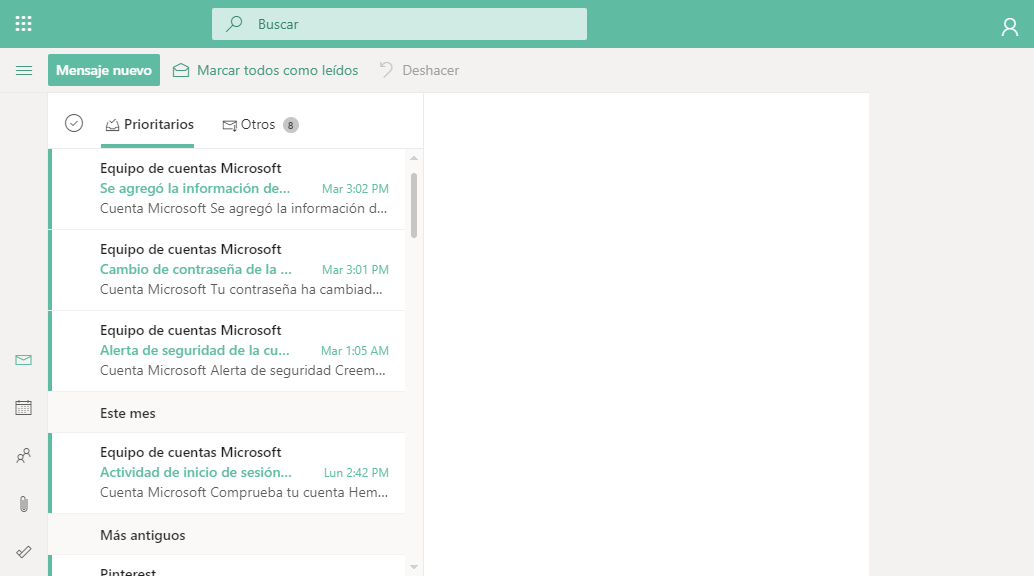 Buscar
Mensaje nuevo
Marcar todos como leídos
Deshacer
Prioritarios
Otros 8
Equipo de cuentas Microsoft
Se agregó la información de... Mar 3:02 PM
Cuenta Microsoft Se agregó la información d...
Equipo de cuentas Microsoft
Cambio de contraseña de la ... Mar 3:01 PM
Cuenta Microsoft Tu contraseña ha cambiad...
Equipo de cuentas Microsoft
Alerta de seguridad de la cu... Mar 1:05 AM
Cuenta Microsoft Alerta de seguridad Creem...
Este mes
Equipo de cuentas Microsoft
Actividad de inicio de sesión... Lun 2:42 PM
Cuenta Microsoft Comprueba tu cuenta Hem...
Más antiguos
Pinterest